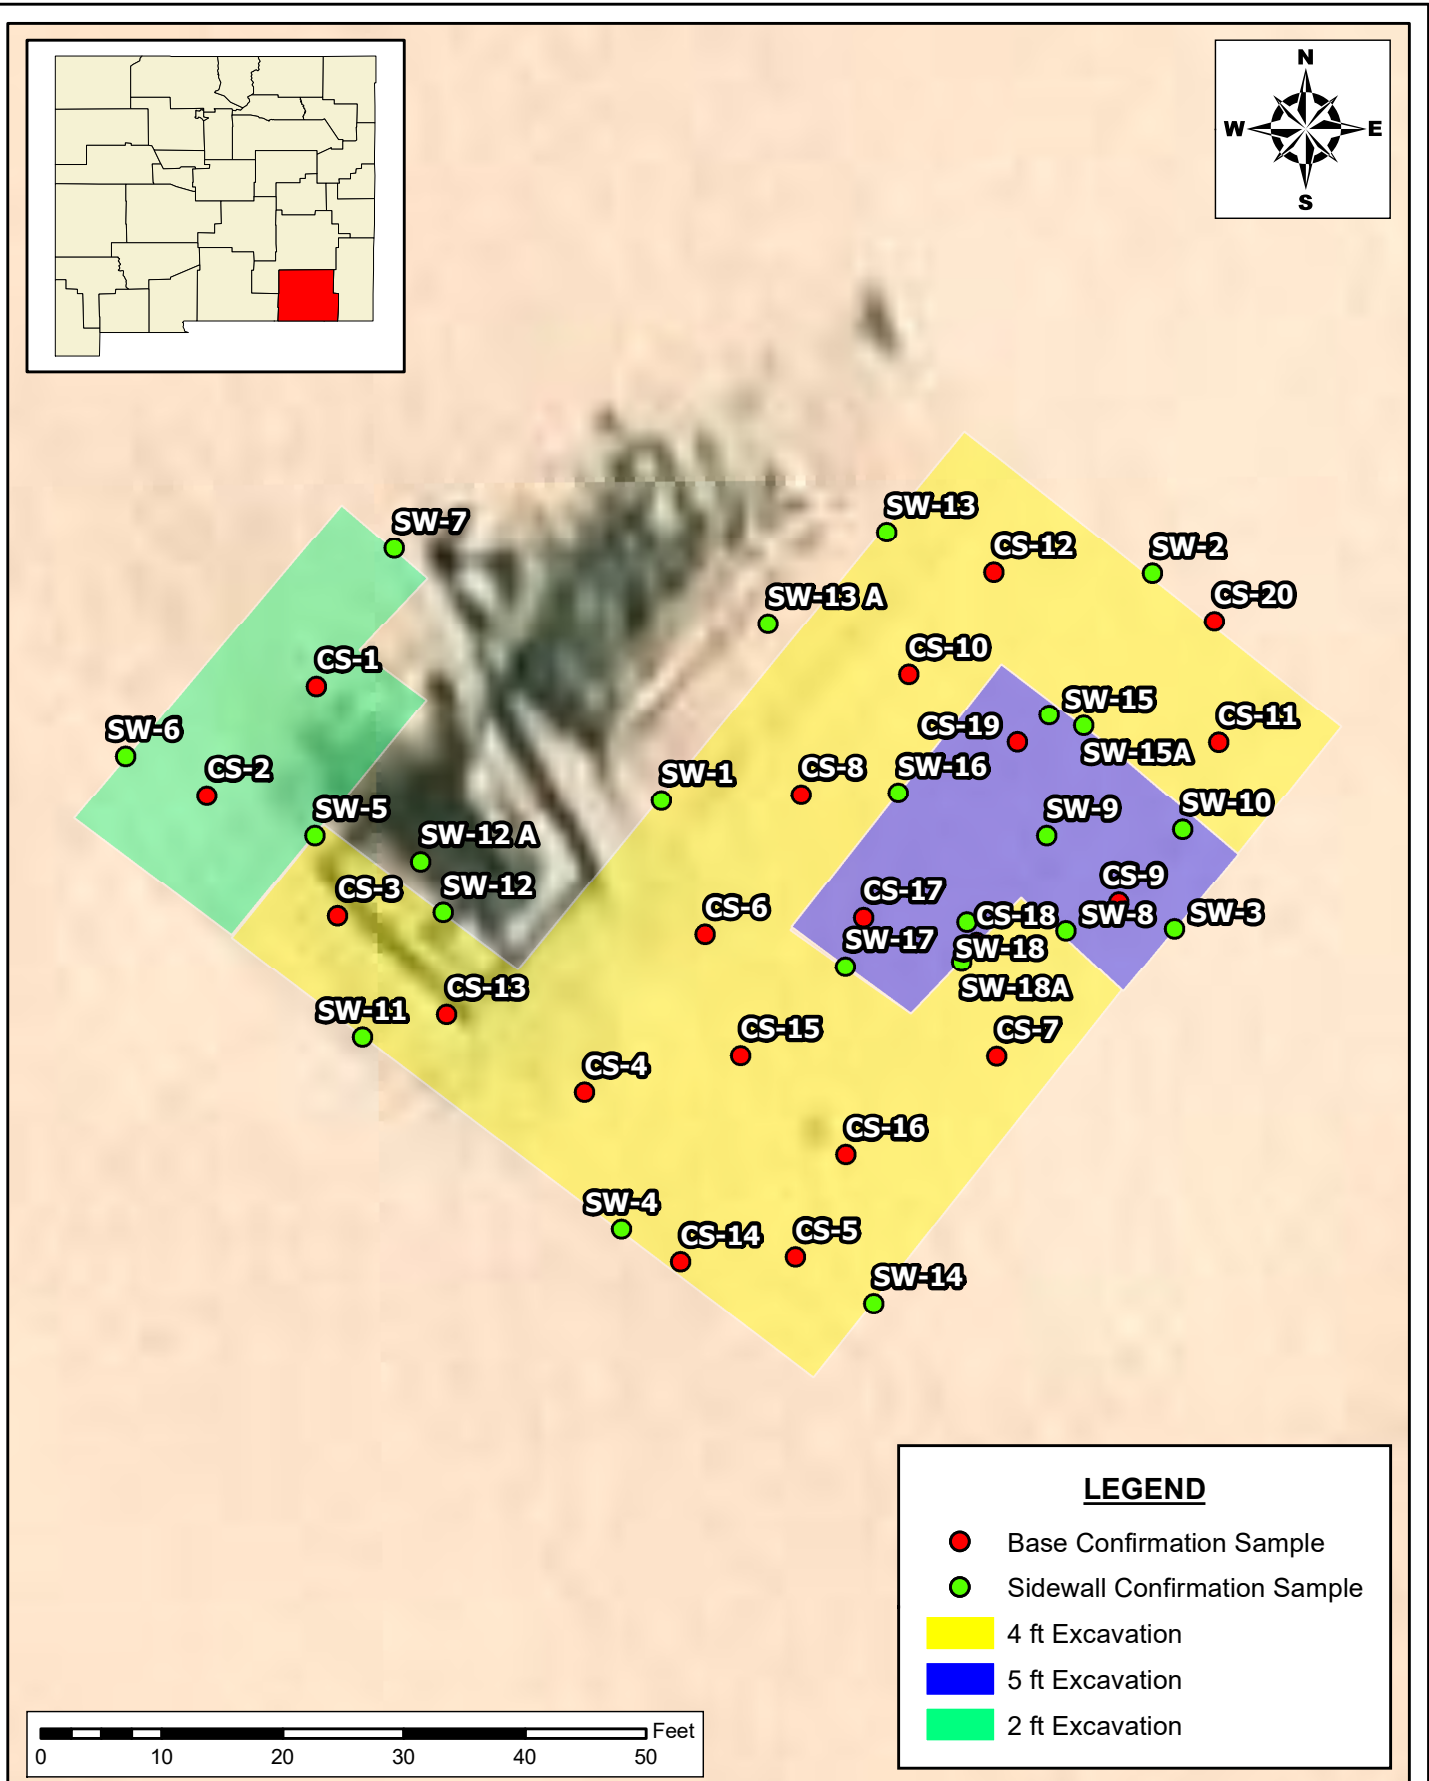 N
W E
S
SW-7
SW-13
CS-12
SW-2
CS-20
SW-13 A
CS-1
CS-10
SW-6
CS-2
SW-15
CS-11
CS-19
SW-15A
SW-1
CS-8
SW-16
SW-5
SW-9
SW-10
SW-12 A
CS-3
SW-12
CS-9
CS-17
CS-6
CS-18
SW-8
SW-3
SW-17
SW-18
CS-13
SW-18A
SW-11
CS-15
CS-7
CS-4
CS-16
SW-4
CS-14
CS-5
SW-14
LEGEND
Base Confirmation Sample
Sidewall Confirmation Sample
4 ft Excavation
5 ft Excavation
2 ft Excavation
Feet
0 10 20 30 40 50